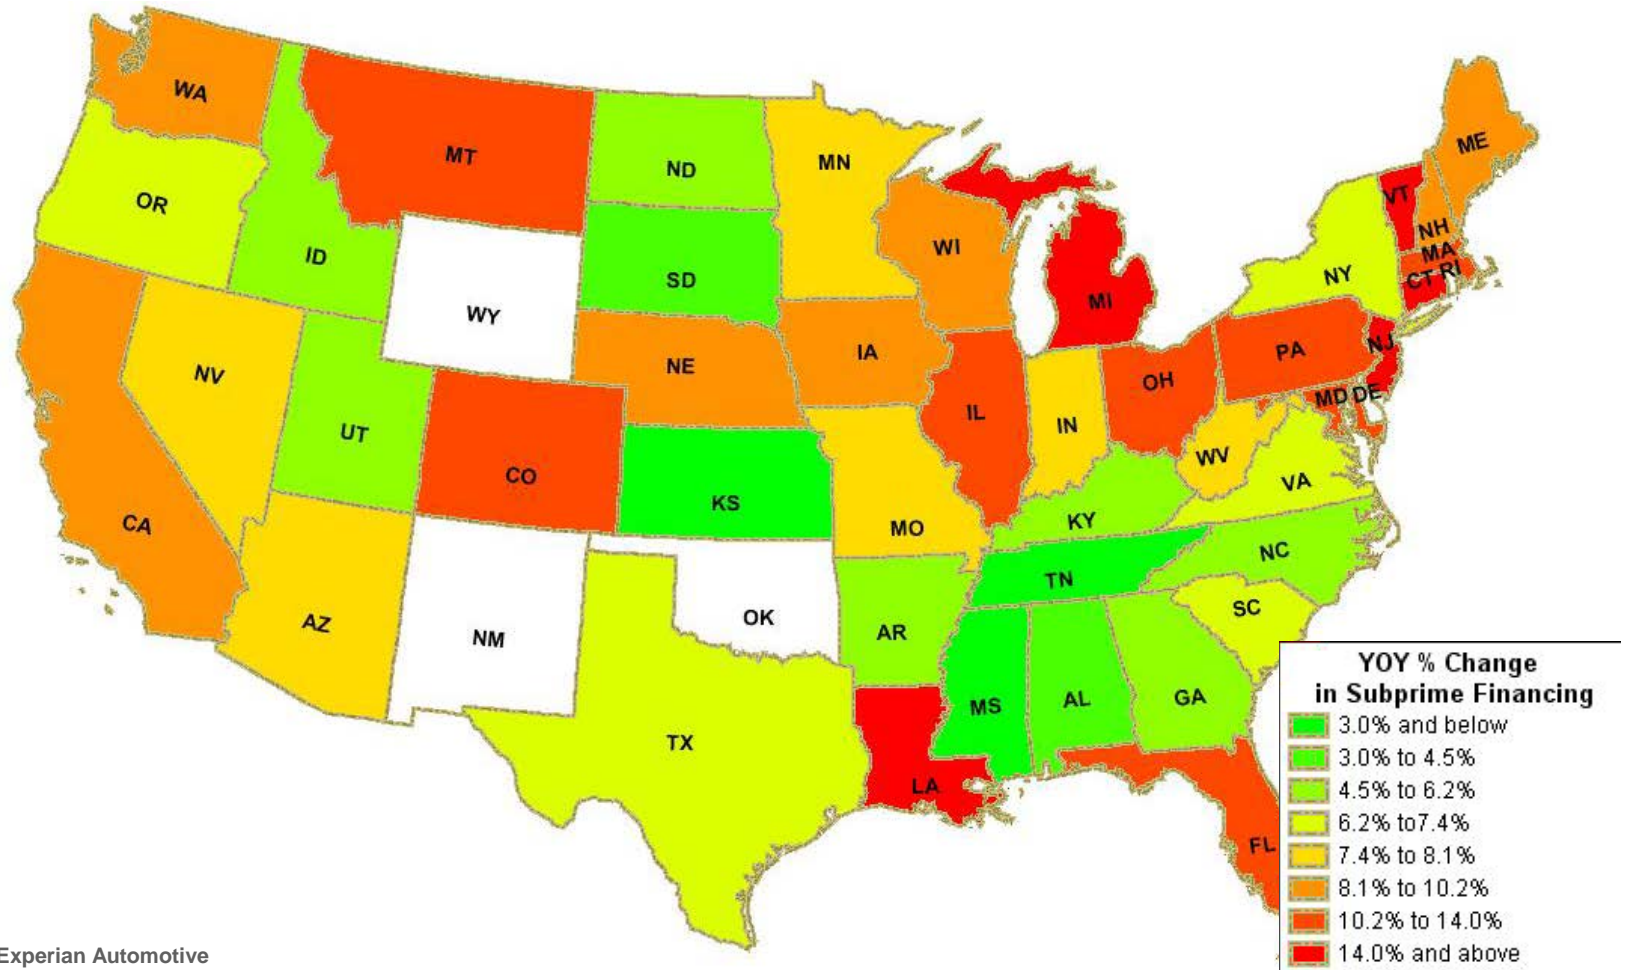 WA
MT
ND
MN
ME
OR
ID
SD
WI
VT
NH
MA
CT RI
NY
WY
MI
NV
NE
IA
PA
NJ
UT
CO
IL
IN
OH
MD DE
CA
KS
MO
WV
VA
KY
NC
AZ
NM
OK
AR
TN
SC
TX
MS
AL
GA
LA
FL
YOY % Change
in Subprime Financing
3.0% and below
3.0% to 4.5%
4.5% to 6.2%
6.2% to7.4%
7.4% to 8.1%
8.1% to 10.2%
10.2% to 14.0%
14.0% and above
Experian Automotive